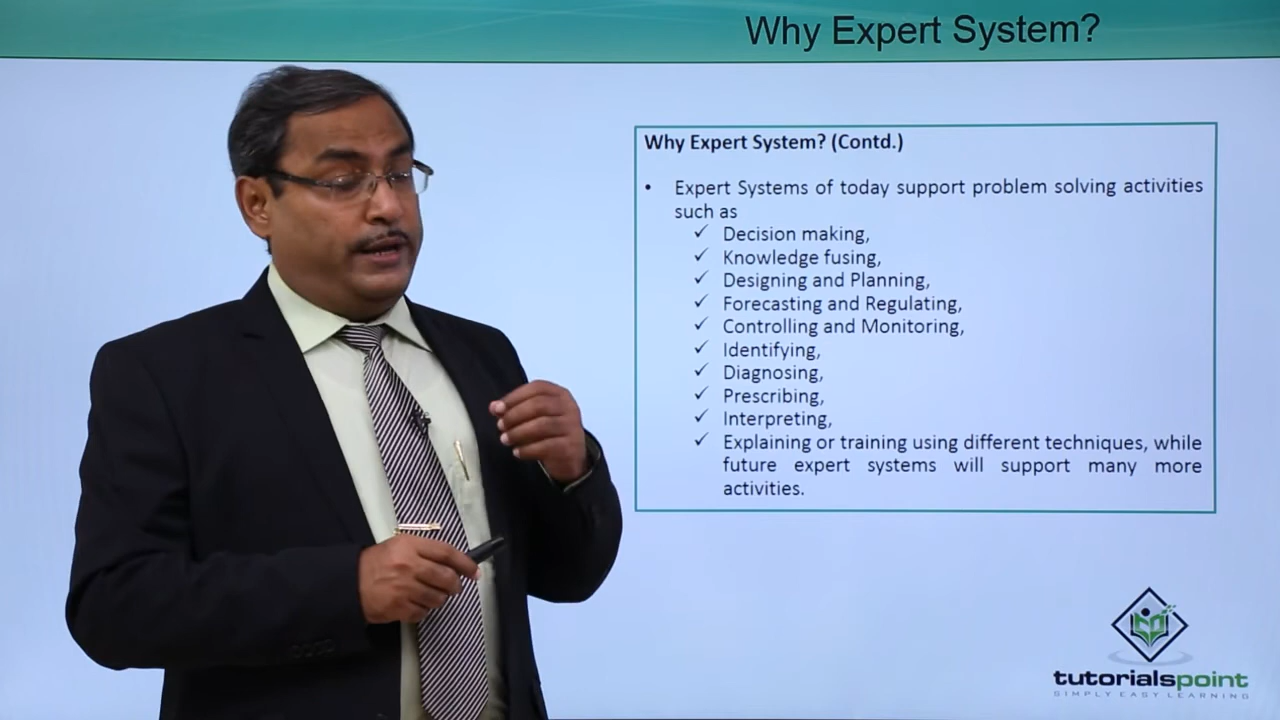 Why Expert System?
Why Expert System? (Contd.)
• Expert Systems of today support problem solving activities
such as
✓ Decision making,
✓ Knowledge fusing,
✓ Designing and Planning,
✓ Forecasting and Regulating,
✓ Controlling and Monitoring,
✓ Identifying,
✓ Diagnosing,
✓ Prescribing,
✓ Interpreting,
✓ Explaining or training using different techniques, while
future expert systems will support many more
activities.
tutorialspoint
SIMPLY EASY LEARNING